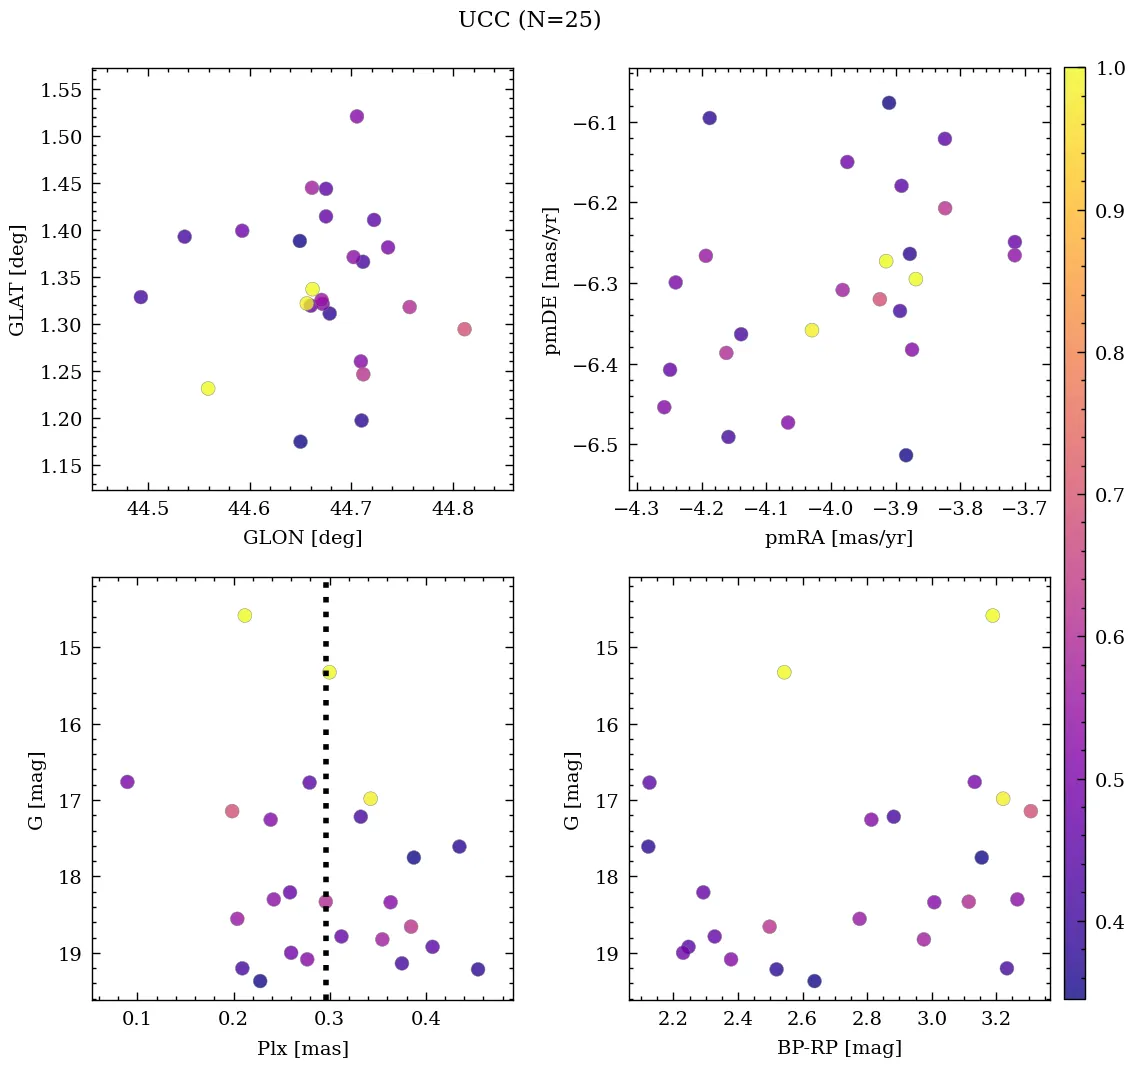 UCC (N=25)
1.55
1.50
1.45
1.40
1.35
1.30
1.25
1.20
1.15
GLAT [deg]
44.5 44.6 44.7 44.8
GLON [deg]
−6.1
−6.2
−6.3
−6.4
−6.5
pmDE [mas/yr]
−4.3 −4.2 −4.1 −4.0 −3.9 −3.8 −3.7
pmRA [mas/yr]
15
16
17
18
19
G [mag]
0.1 0.2 0.3 0.4
Plx [mas]
15
16
17
18
19
G [mag]
2.2 2.4 2.6 2.8 3.0 3.2
BP-RP [mag]
1.0
0.9
0.8
0.7
0.6
0.5
0.4